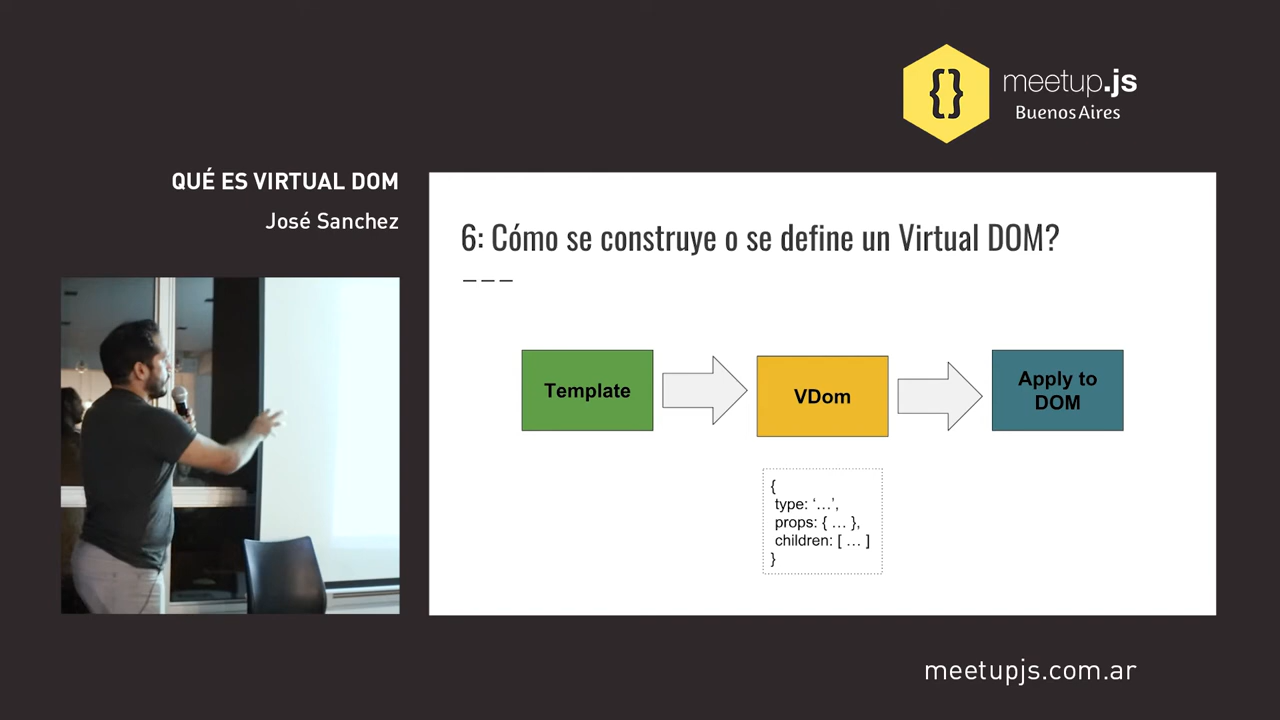 {}
meetup.js
Buenos Aires
QUÉ ES VIRTUAL DOM
José Sanchez
6: Cómo se construye o se define un Virtual DOM?
Template
VDom
Apply to
DOM
{
type: ‘…’,
props: { … },
children: [ … ]
}
meetupjs.com.ar